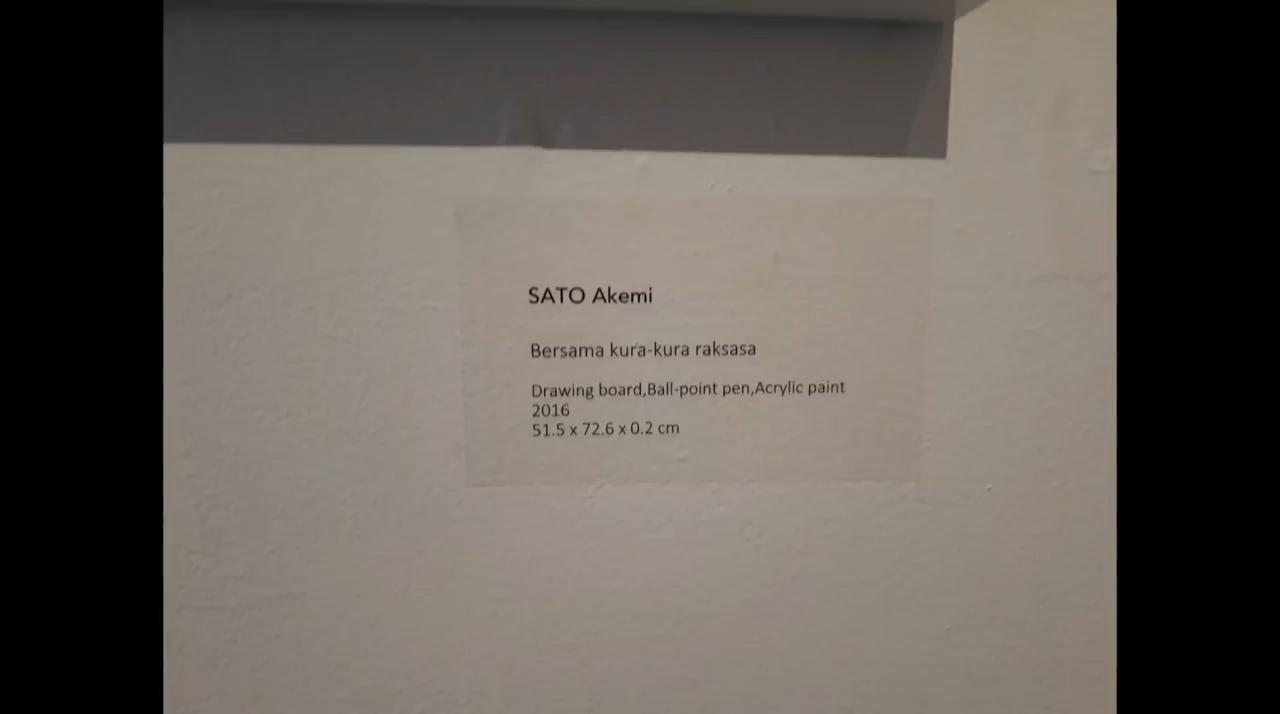 SATO Akemi
Bersama kura-kura raksasa
Drawing board,Ball-point pen,Acrylic paint
2016
51.5 x 72.6 x 0.2 cm